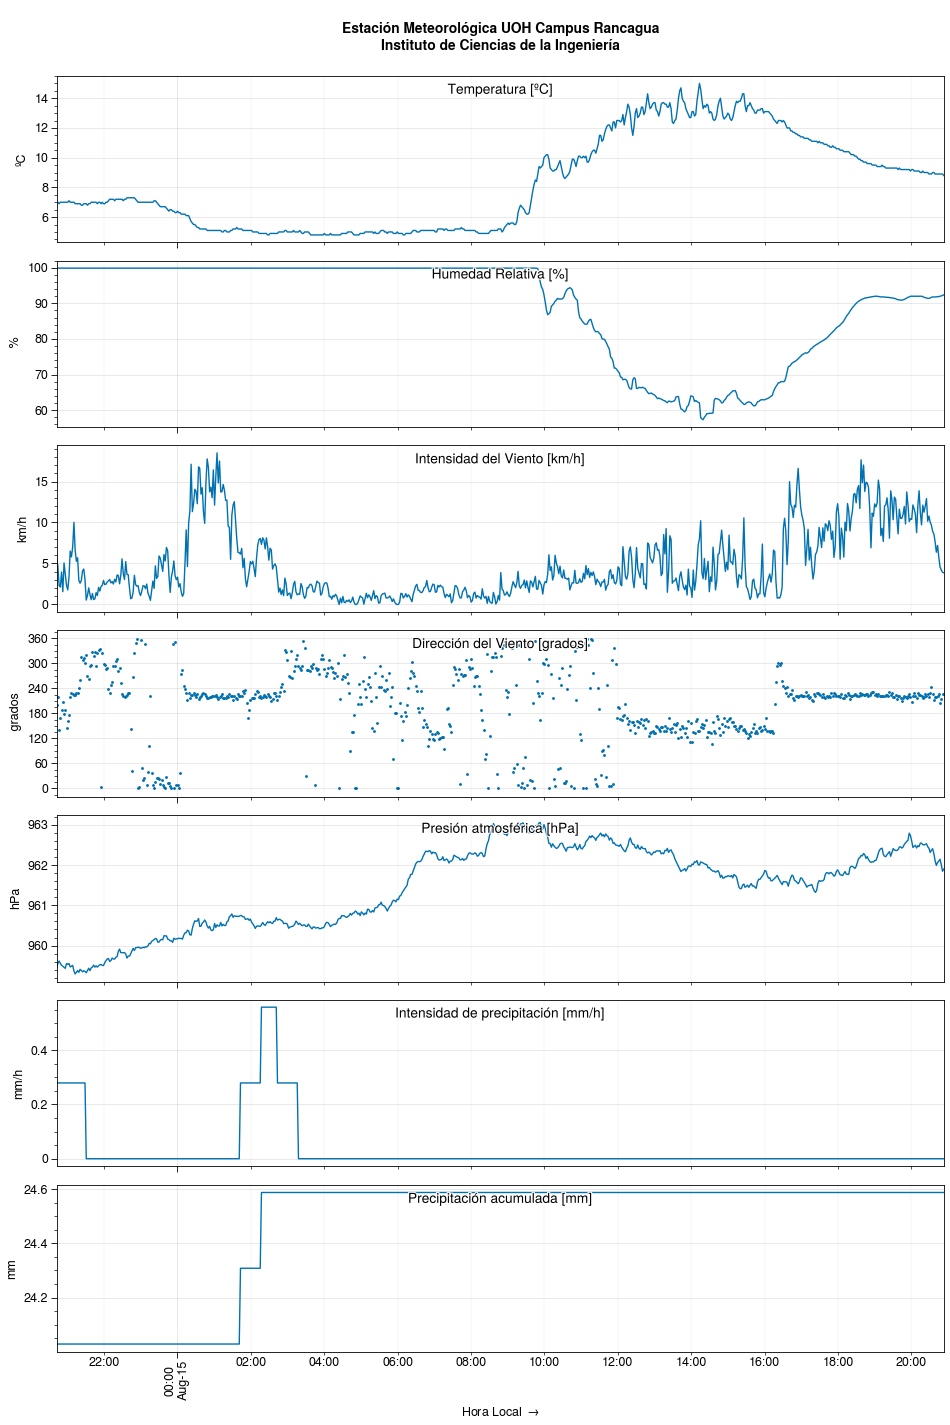 Estación Meteorológica UOH Campus Rancagua
Instituto de Ciencias de la Ingeniería
Temperatura [ºC]
14
12
10
8
6
ºC
Humedad Relativa [%]
100
90
80
70
60
%
Intensidad del Viento [km/h]
15
10
5
0
km/h
Dirección del Viento [grados]
360
300
240
180
120
60
0
grados
Presión atmosférica [hPa]
963
962
961
960
hPa
Intensidad de precipitación [mm/h]
0.4
0.2
0
mm/h
Precipitación acumulada [mm]
24.6
24.4
24.2
mm
22:00 00:00 02:00 04:00 06:00 08:00 10:00 12:00 14:00 16:00 18:00 20:00
Aug-15
Hora Local →